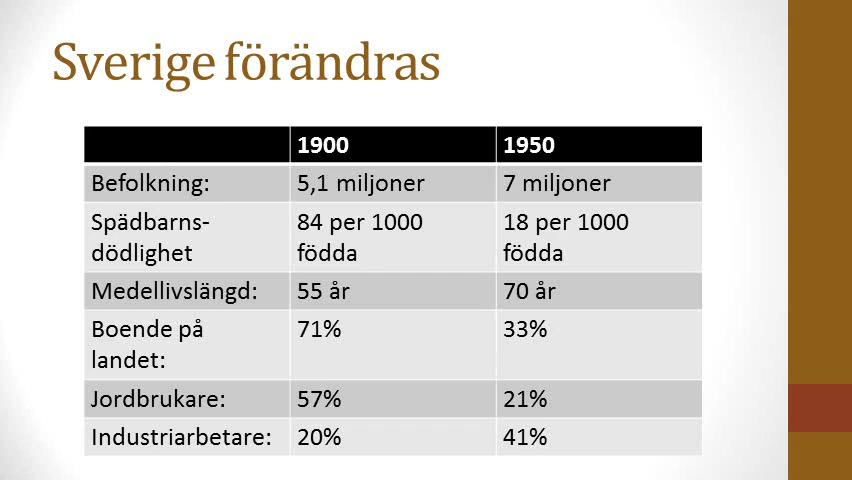 Sverige förändras
1900 1950
Befolkning: 5,1 miljoner 7 miljoner
Spädbarns- 84 per 1000 18 per 1000
dödlighet födda födda
Medellivslängd: 55 år 70 år
Boende på 71% 33%
landet:
Jordbrukare: 57% 21%
Industriarbetare: 20% 41%